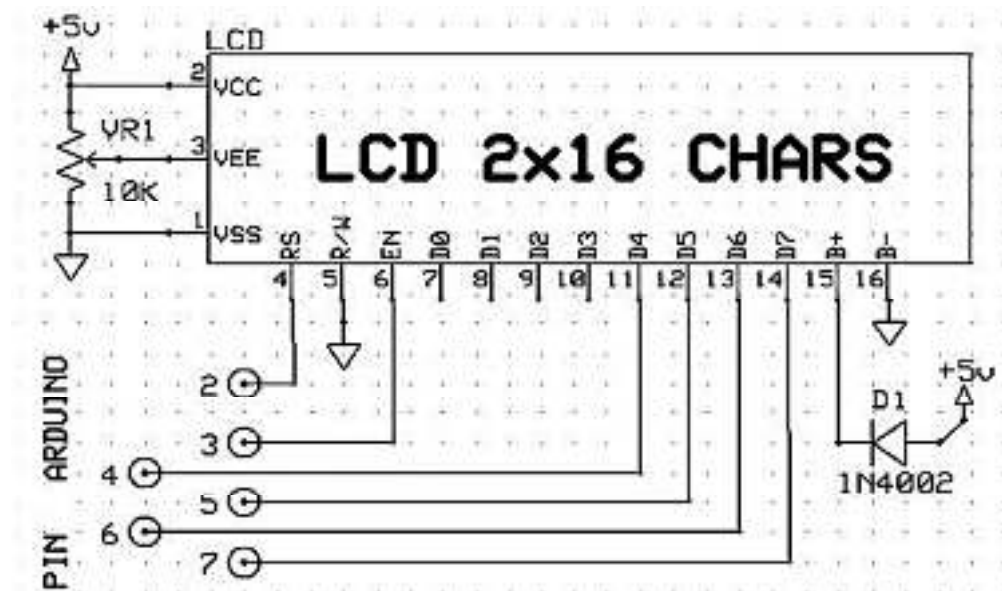 +5v
LCD
2
VCC
VR1
3
VEE
LCD 2x16 CHARS
10K
1
VSS
RS R/W EN D0 D1 D2 D3 D4 D5 D6 D7 B+ B-
4 5 6 7 8 9 10 11 12 13 14 15 16
2
+5v
D1
3
4
1N4002
5
6
7
PIN ARDUINO